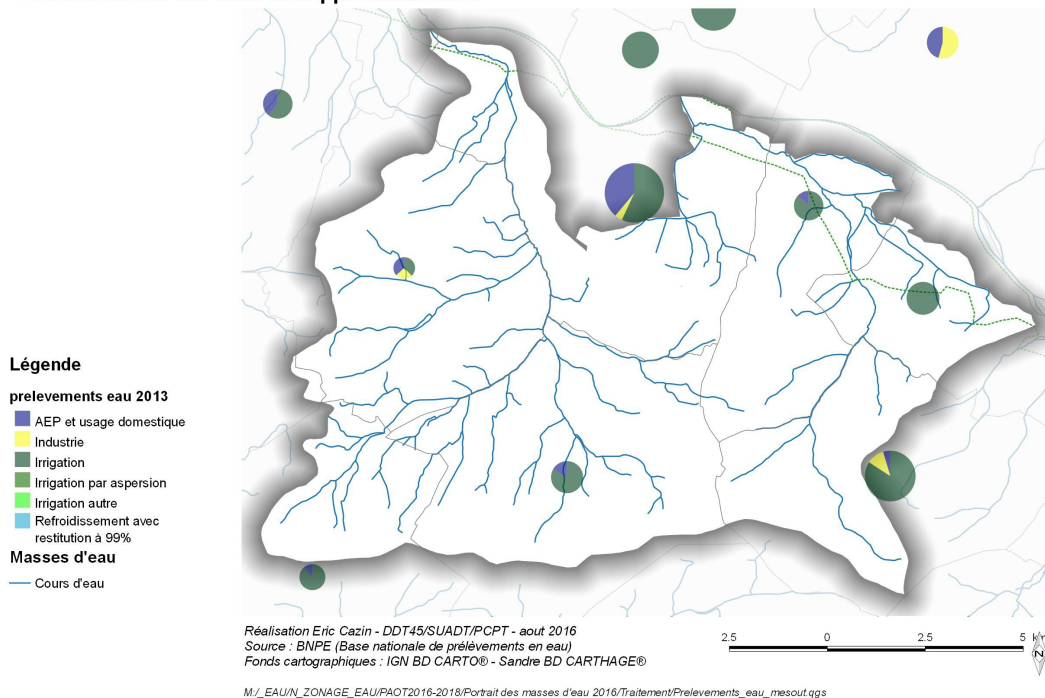 Légende
prelevements eau 2013
AEP et usage domestique
Industrie
Irrigation
Irrigation par aspersion
Irrigation autre
Refroidissement avec
restitution à 99%
Masses d'eau
Cours d'eau
Réalisation Eric Cazin - DDT45/SUADT/PCPT - aout 2016
Source : BNPE (Base nationale de prélèvements en eau)
Fonds cartographiques : IGN BD CARTO® - Sandre BD CARTHAGE®
2.5 0 2.5 5 km
N
M:/_EAU/N_ZONAGE_EAU/PAOT2016-2018/Portrait des masses d'eau 2016/Traitement/Prelevements_eau_mesout.qgs